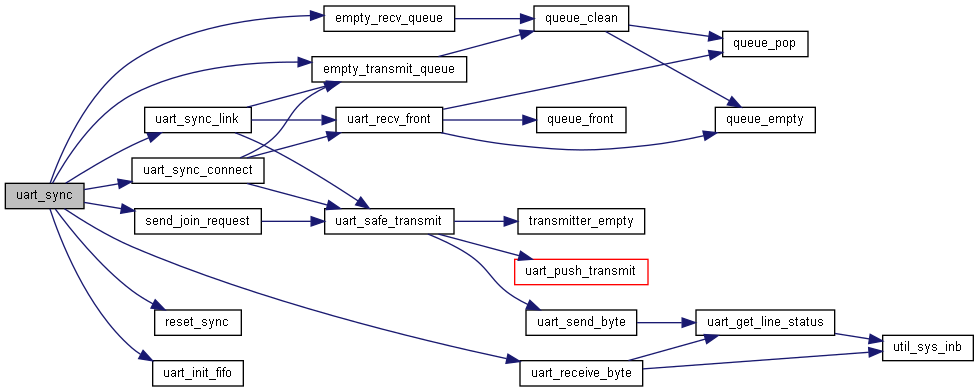 empty_recv_queue
queue_clean
queue_pop
empty_transmit_queue
uart_sync_link
uart_recv_front
queue_front
queue_empty
uart_sync_connect
uart_sync
send_join_request
uart_safe_transmit
transmitter_empty
uart_push_transmit
reset_sync
uart_send_byte
uart_get_line_status
util_sys_inb
uart_init_fifo
uart_receive_byte